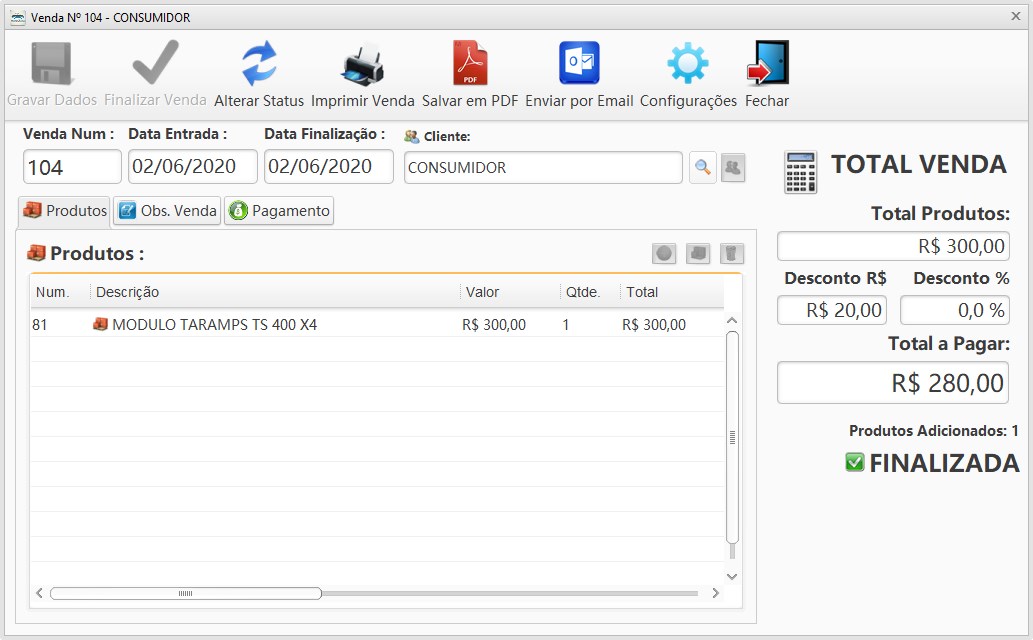 Venda Nº 104 - CONSUMIDOR
Gravar Dados Finalizar Venda Alterar Status Imprimir Venda Salvar em PDF Enviar por Email Configurações Fechar
Venda Num : Data Entrada : Data Finalização : Cliente:
104 02/06/2020 02/06/2020 CONSUMIDOR
TOTAL VENDA
Produtos Obs. Venda Pagamento
Total Produtos:
R$ 300,00
Produtos :
Desconto R$ Desconto %
R$ 20,00 0,0 %
Num. Descrição Valor Qtde. Total
81 MODULO TARAMPS TS 400 X4 R$ 300,00 1 R$ 300,00
Total a Pagar:
R$ 280,00
Produtos Adicionados: 1
FINALIZADA